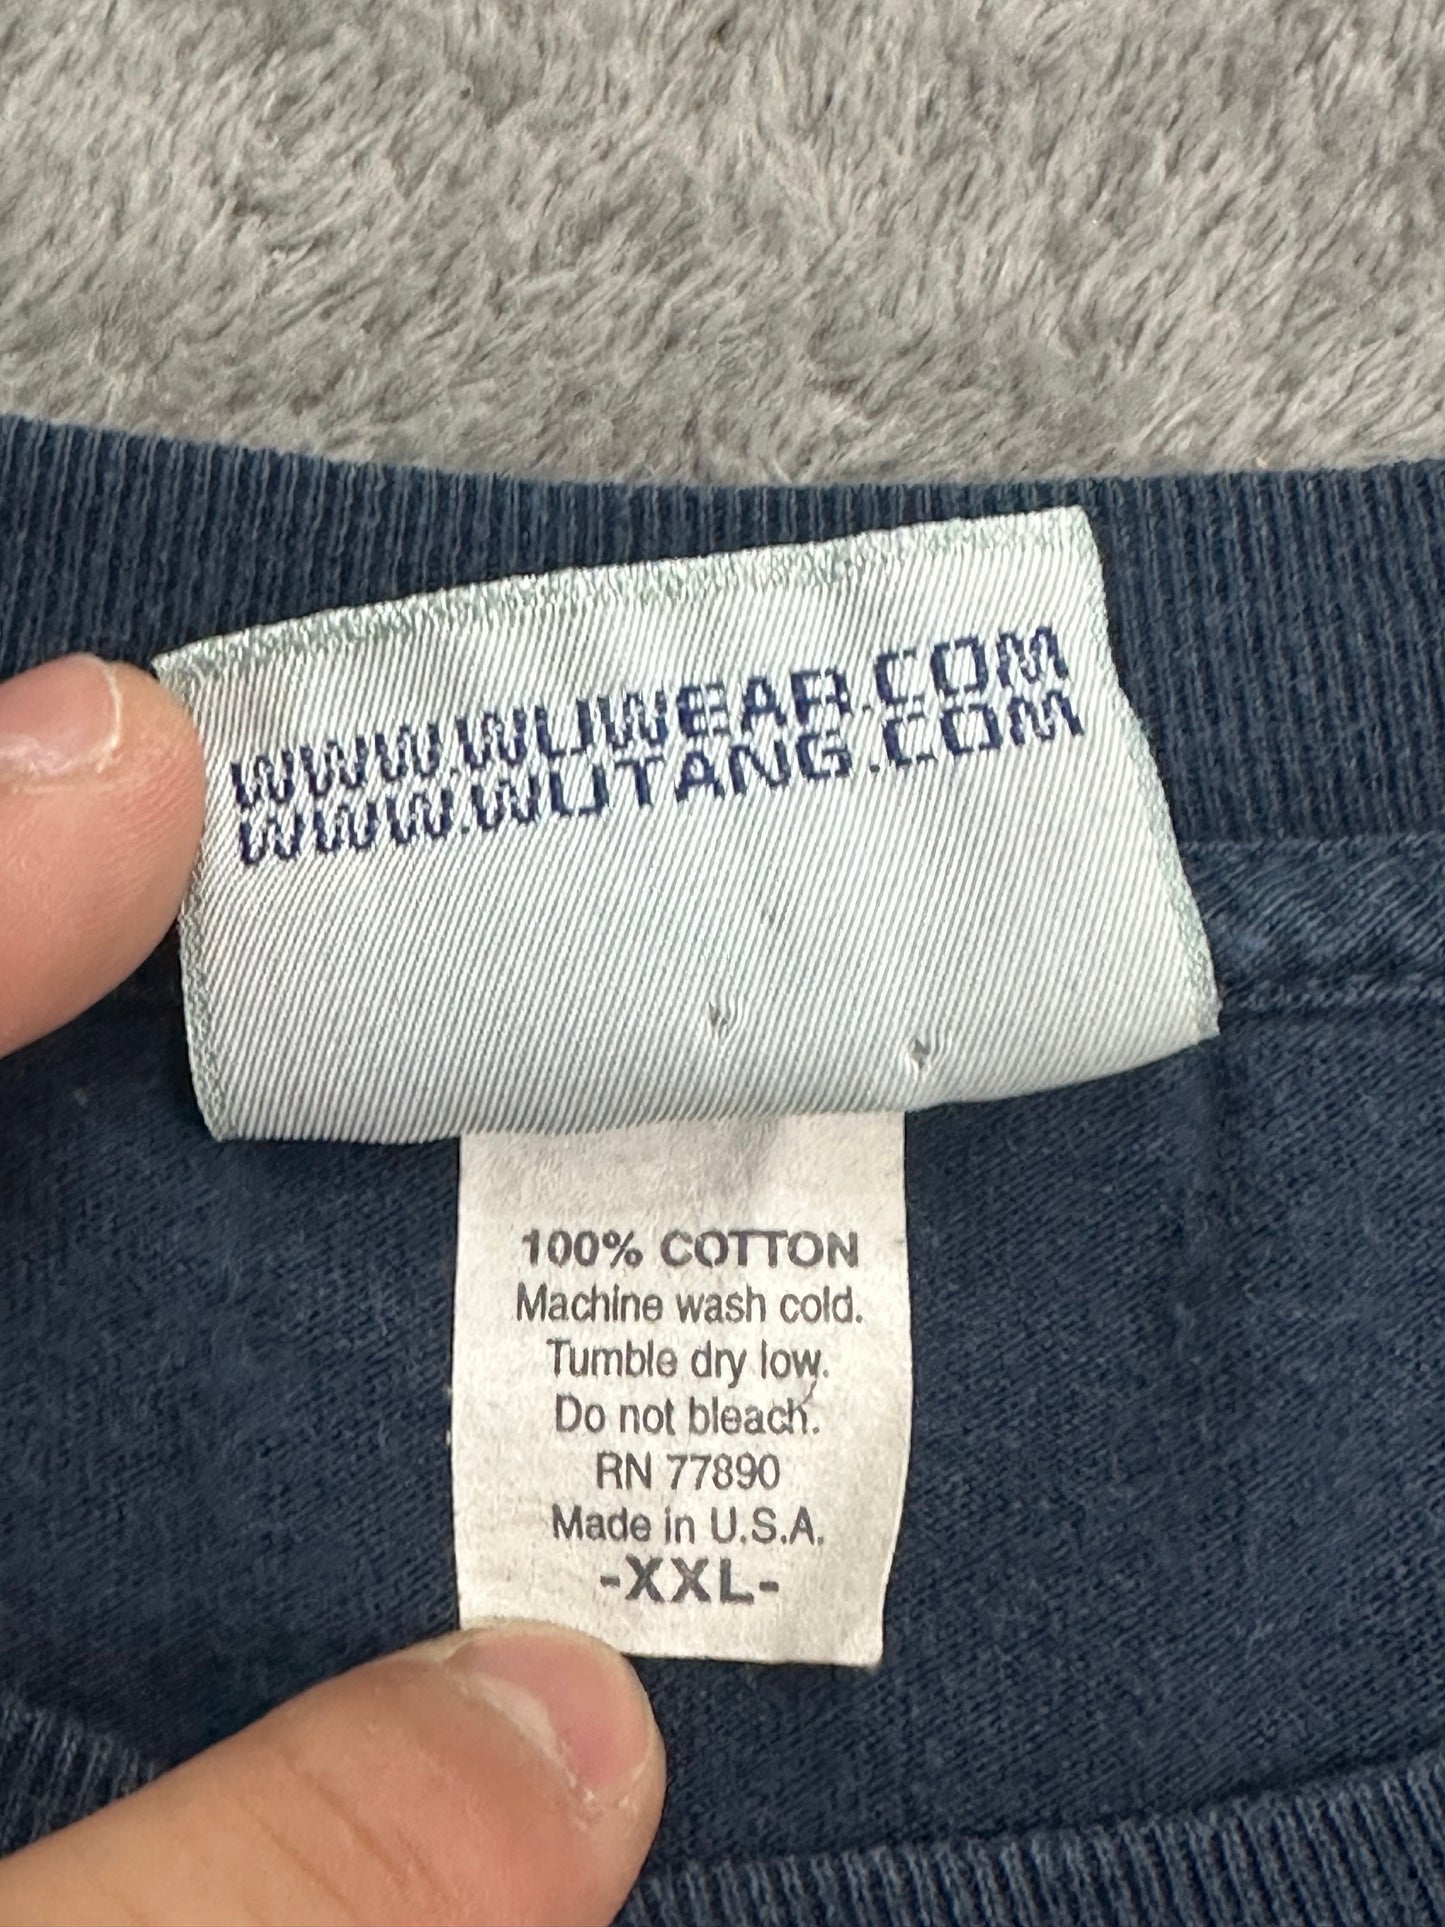 WWW.WUWEAR.COM
WWW.WUTANG.COM
100% COTTON
Machine wash cold.
Tumble dry low.
Do not bleach.
RN 77890
Made in U.S.A.
-XXL-